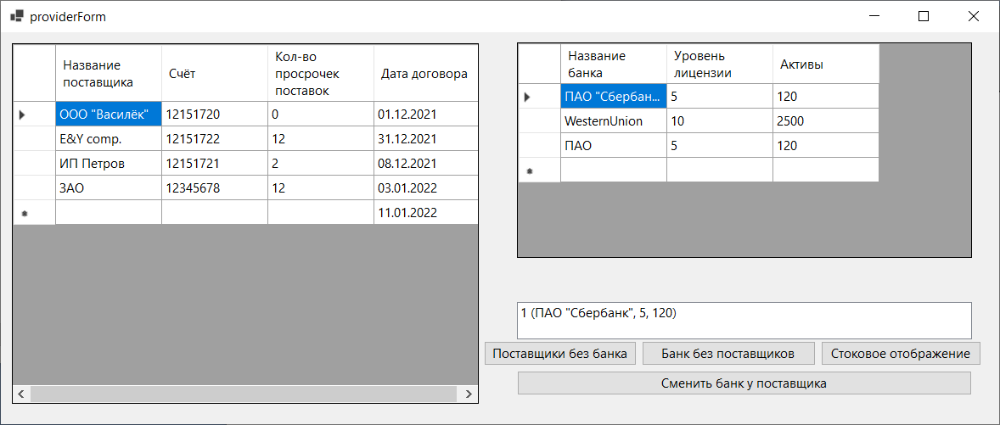 providerForm
Название поставщика Счёт Кол-во просрочек поставок Дата договора
ООО "Василёк" 12151720 0 01.12.2021
E&Y comp. 12151722 12 31.12.2021
ИП Петров 12151721 2 08.12.2021
ЗАО 12345678 12 03.01.2022
11.01.2022
Название банка Уровень лицензии Активы
ПАО "Сбербан... 5 120
WesternUnion 10 2500
ПАО 5 120
1 (ПАО "Сбербанк", 5, 120)
Поставщики без банка Банк без поставщиков Стоковое отображение
Сменить банк у поставщика